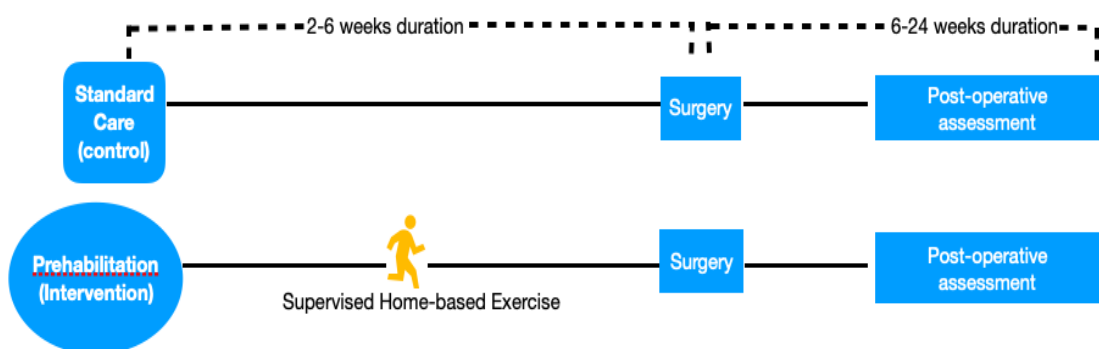 2-6 weeks duration
6-24 weeks duration
Standard
Care
(control)
Surgery
Post-operative
assessment
Prehabilitation
(Intervention)
Supervised Home-based Exercise
Surgery
Post-operative
assessment